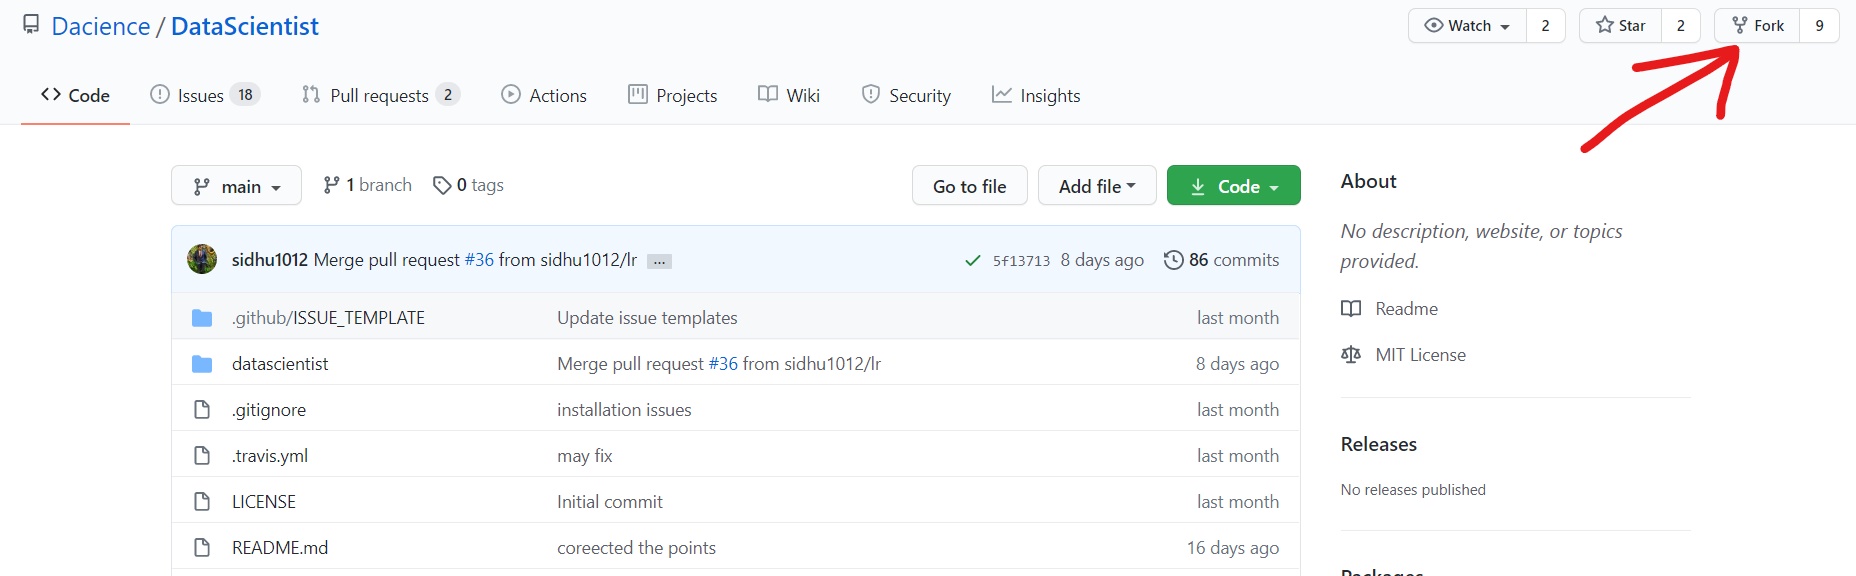 Dacience / DataScientist
Watch 2 Star 2 Fork 9
Code Issues 18 Pull requests 2 Actions Projects Wiki Security Insights
main 1 branch 0 tags Go to file Add file Code
sidhu1012 Merge pull request #36 from sidhu1012/lr ... 5f13713 8 days ago 86 commits
.github/ISSUE_TEMPLATE Update issue templates last month
datascientist Merge pull request #36 from sidhu1012/lr 8 days ago
.gitignore installation issues last month
.travis.yml may fix last month
LICENSE Initial commit last month
README.md coreected the points 16 days ago
About
No description, website, or topics
provided.
Readme
MIT License
Releases
No releases published
Packages